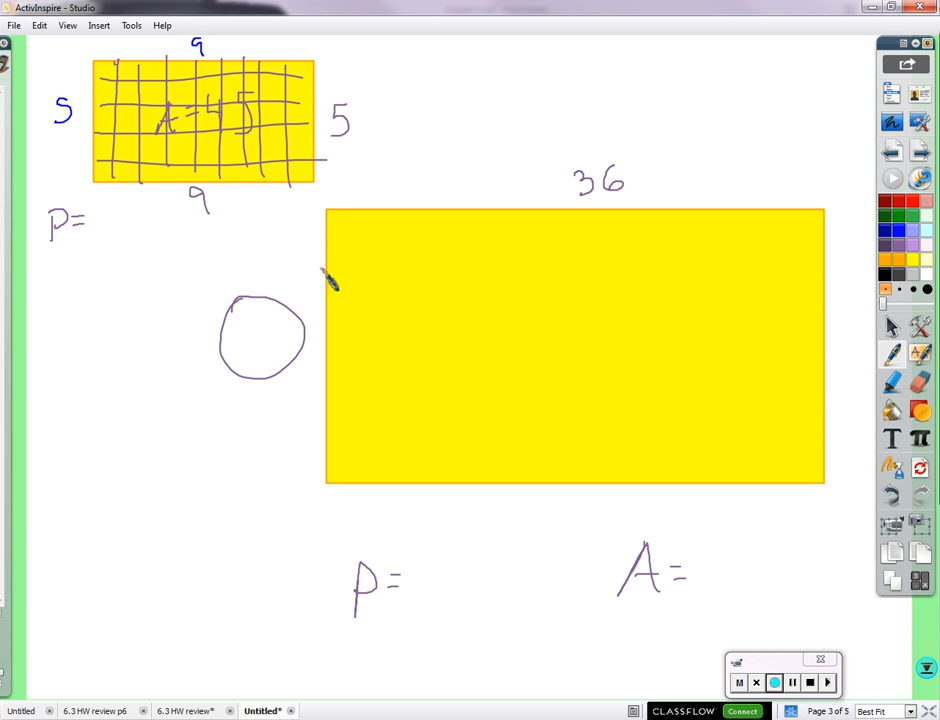 ActivInspire - Studio
File Edit View Insert Tools Help
9
5
A=45
5
9
P=
36
P=
A=
M
Untitled 6.3 HW review p6 6.3 HW review* Untitled*
CLASSFLOW Connect
Page 3 of 5
Best Fit